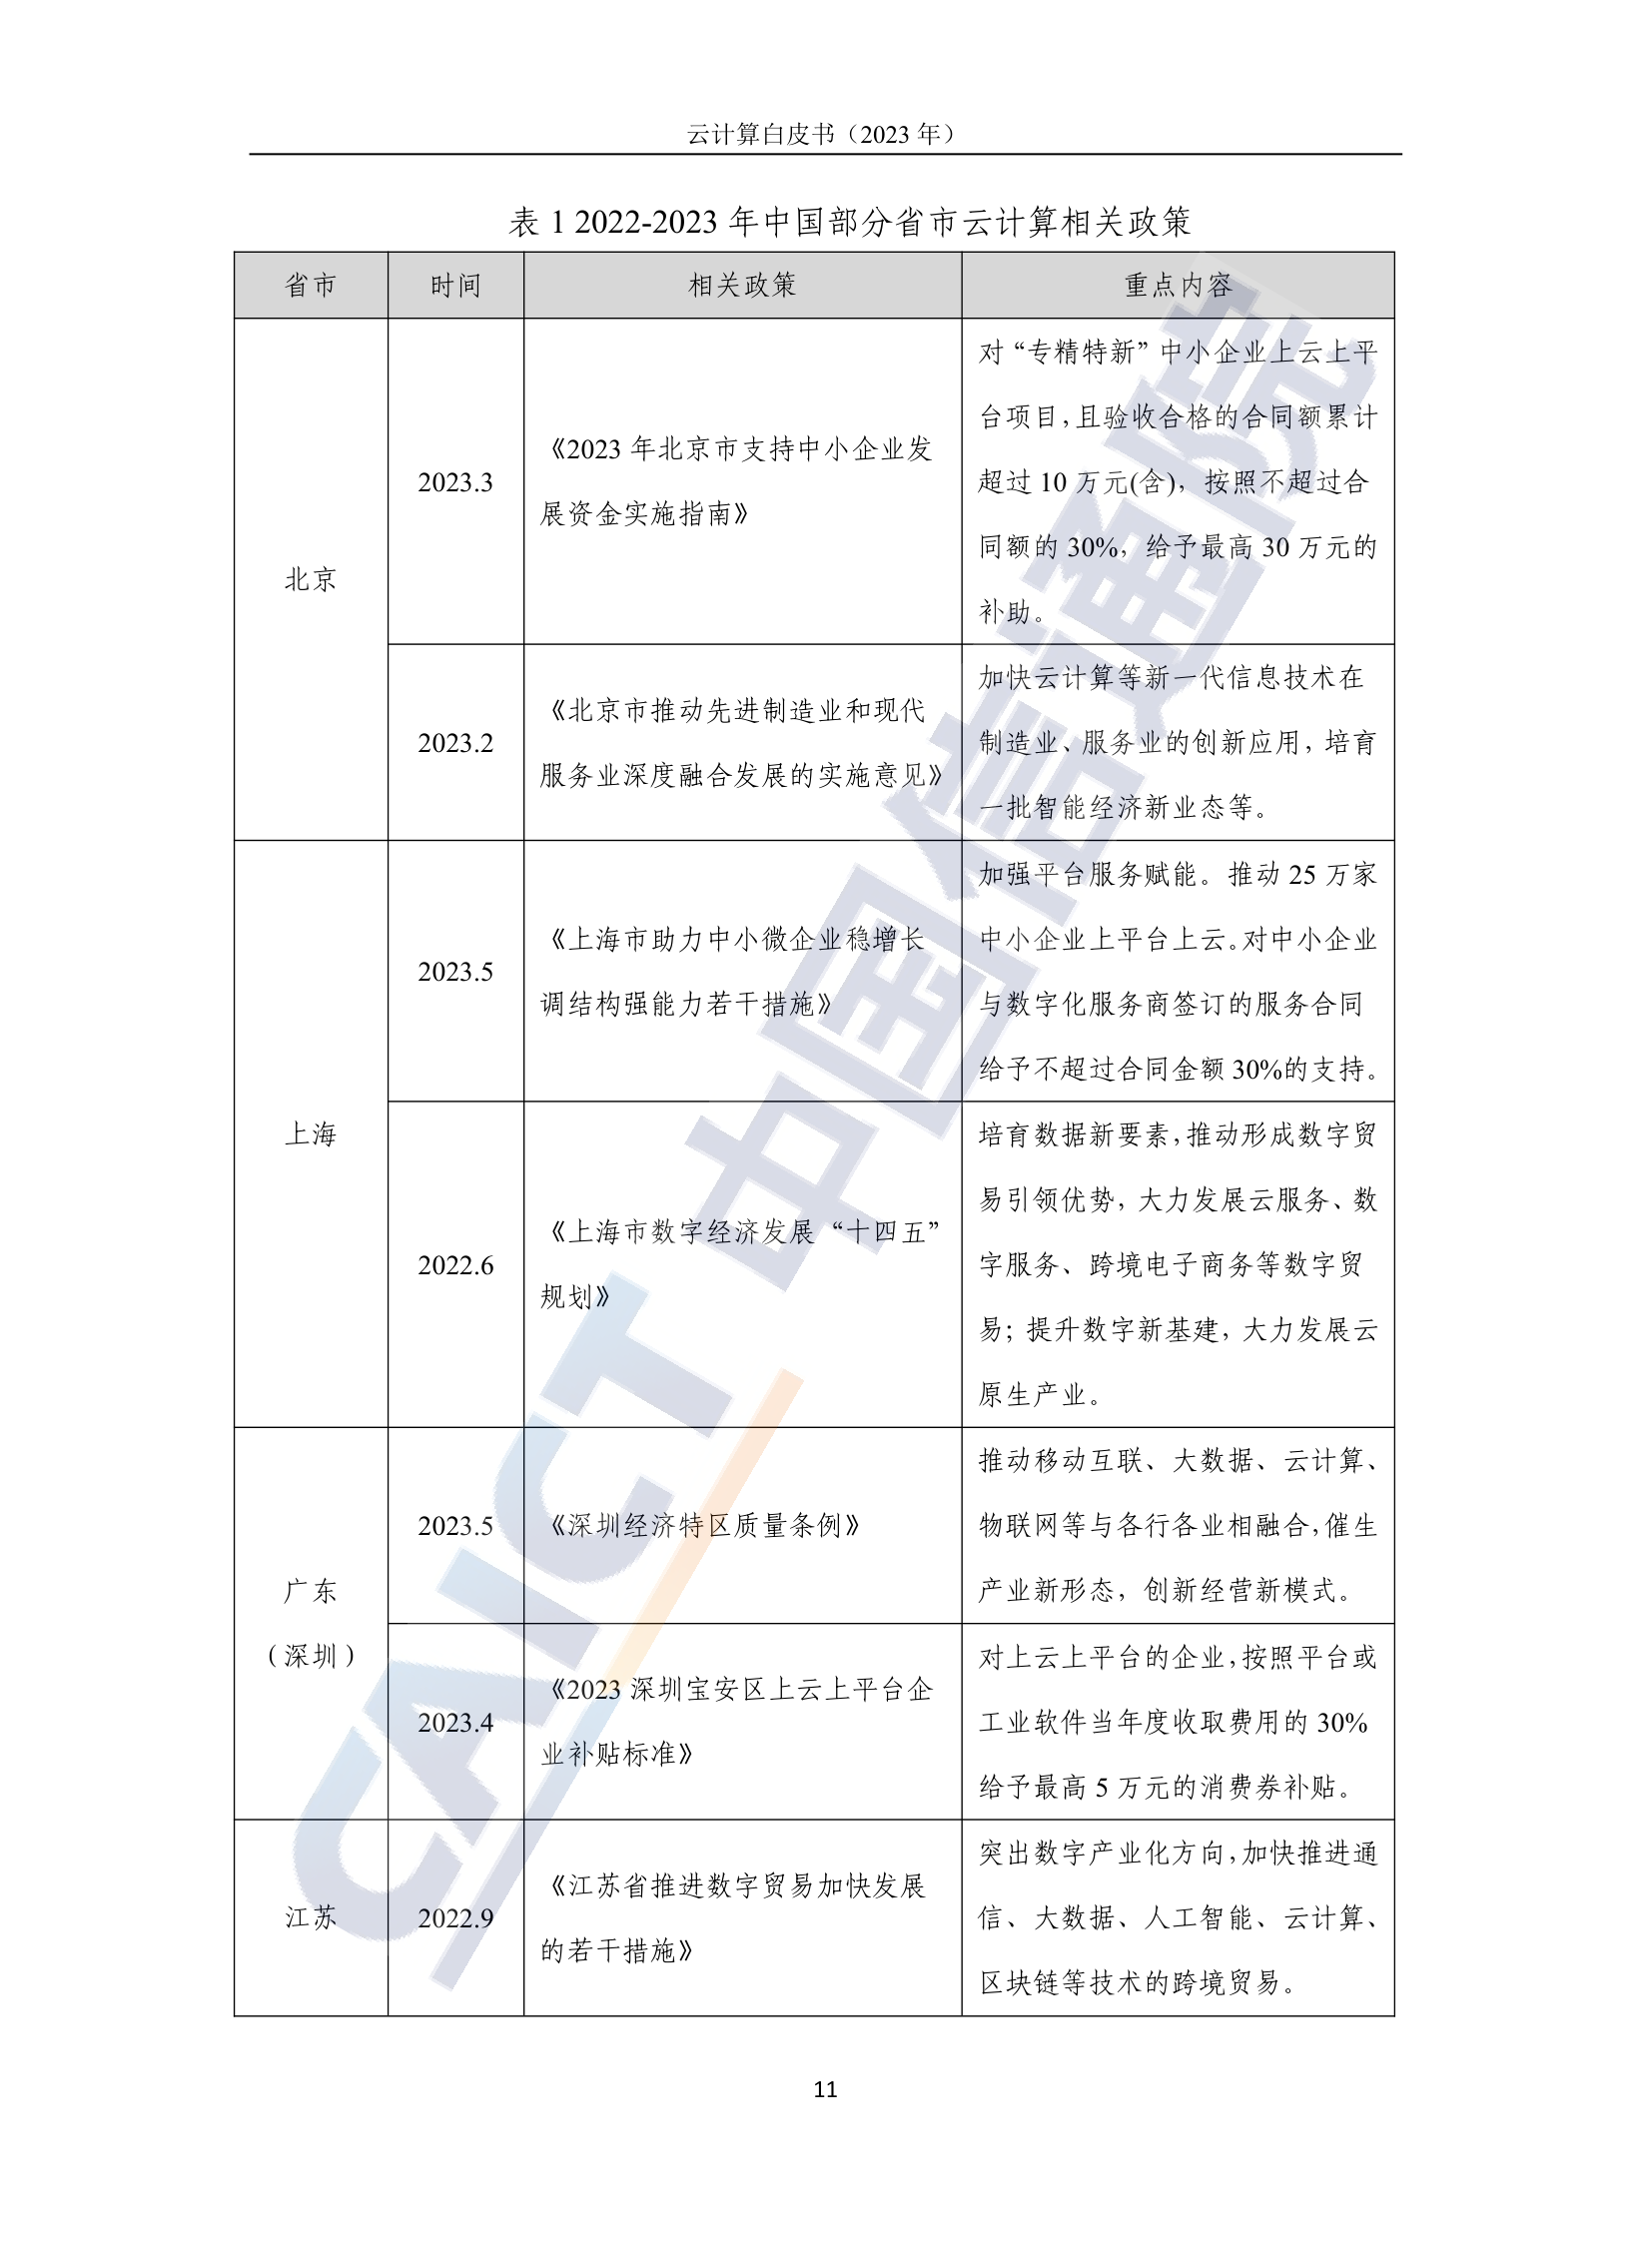 云计算白皮书（2023 年）
表 1 2022-2023 年中国部分省市云计算相关政策
省市 时间 相关政策 重点内容
北京
2023.3
《2023 年北京市支持中小企业发
展资金实施指南》
对“专精特新”中小企业上云上平
台项目，且验收合格的合同额累计
超过 10 万元(含)，按照不超过合
同额的 30%，给予最高 30 万元的
补助。
2023.2
《北京市推动先进制造业和现代
服务业深度融合发展的实施意见》
加快云计算等新一代信息技术在
制造业、服务业的创新应用，培育
一批智能经济新业态等。
上海
2023.5
《上海市助力中小微企业稳增长
调结构强能力若干措施》
加强平台服务赋能。推动 25 万家
中小企业上平台上云。对中小企业
与数字化服务商签订的服务合同
给予不超过合同金额 30%的支持。
2022.6
《上海市数字经济发展“十四五”
规划》
培育数据新要素，推动形成数字贸
易引领优势，大力发展云服务、数
字服务、跨境电子商务等数字贸
易；提升数字新基建，大力发展云
原生产业。
广东
（深圳）
2023.5
《深圳经济特区质量条例》
推动移动互联、大数据、云计算、
物联网等与各行各业相融合，催生
产业新形态，创新经营新模式。
2023.4
《2023 深圳宝安区上云上平台企
业补贴标准》
对上云上平台的企业，按照平台或
工业软件当年度收取费用的 30%
给予最高 5 万元的消费券补贴。
江苏
2022.9
《江苏省推进数字贸易加快发展
的若干措施》
突出数字产业化方向，加快推进通
信、大数据、人工智能、云计算、
区块链等技术的跨境贸易。
CAICT 中国信通院
11